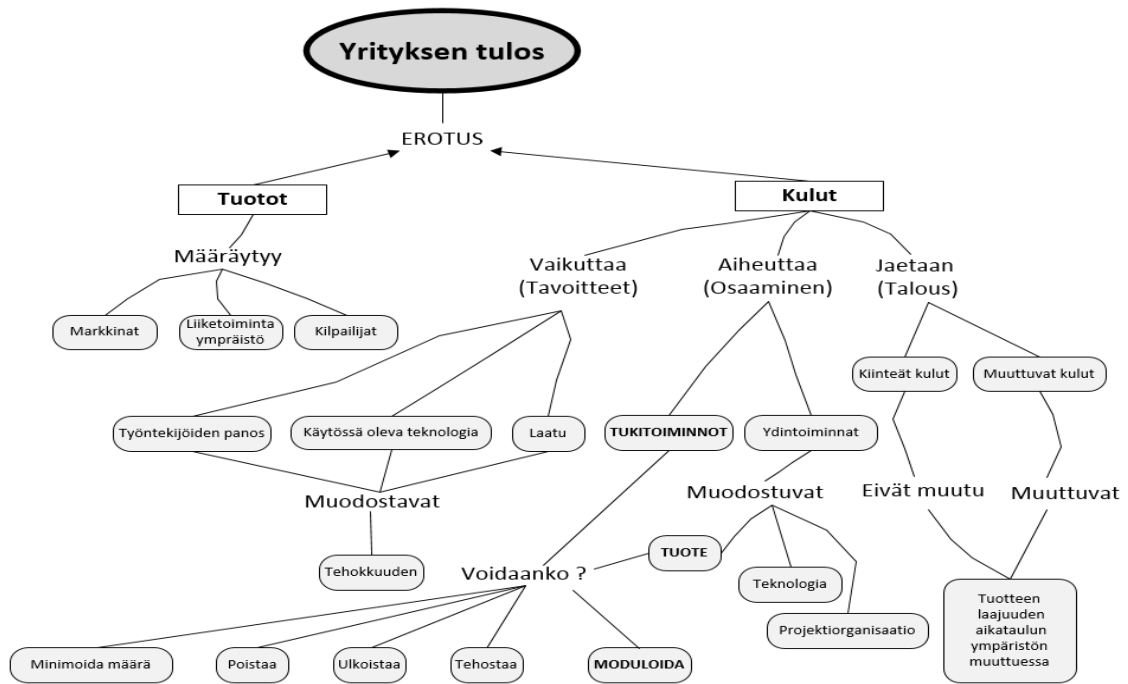 Yrityksen tulos
EROTUS
Tuotot
Kulut
Määräytyy
Vaikuttaa
(Tavoitteet)
Aiheuttaa
(Osaaminen)
Jaetaan
(Talous)
Markkinat
Liiketoiminta
ympräistö
Kilpailijat
Kiinteät kulut
Muuttuvat kulut
Työntekijöiden panos
Käytössä oleva teknologia
Laatu
TUKITOIMINNOT
Ydintoiminnat
Muodostavat
Muodostuvat
Eivät muutu
Muuttuvat
Tehokkuuden
Voidaanko ?
TUOTE
Teknologia
Projektiorganisaatio
Tuotteen
laajuuden
aikataulun
ympäristön
muuttuessa
Minimoida määrä
Poistaa
Ulkoistaa
Tehostaa
MODULOIDA